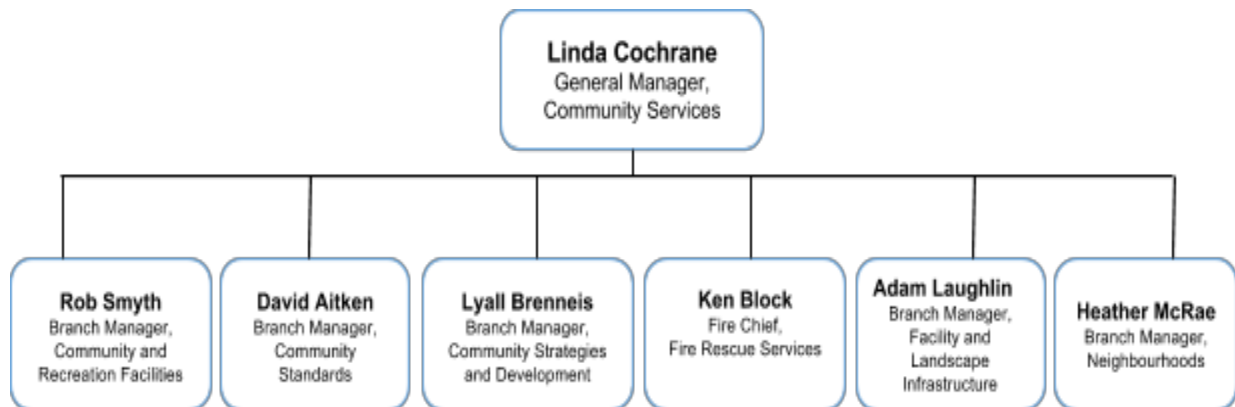 Linda Cochrane
General Manager,
Community Services
Rob Smyth
Branch Manager,
Community and
Recreation Facilities
David Aitken
Branch Manager,
Community
Standards
Lyall Brenneis
Branch Manager,
Community Strategies
and Development
Ken Block
Fire Chief,
Fire Rescue Services
Adam Laughlin
Branch Manager,
Facility and
Landscape
Infrastructure
Heather McRae
Branch Manager,
Neighbourhoods